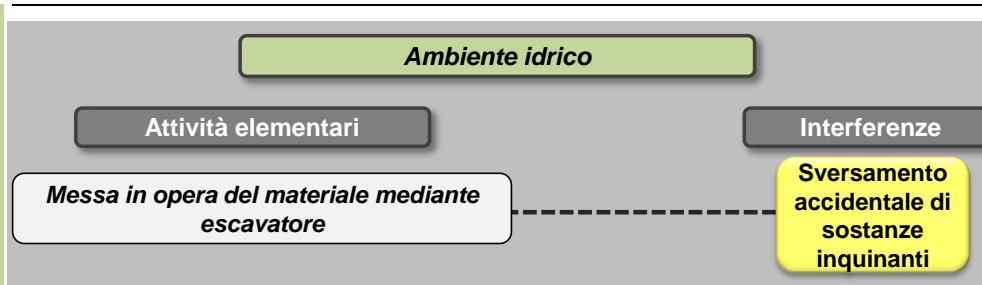 Ambiente idrico
Attività elementari
Interferenze
Messa in opera del materiale mediante
escavatore
Sversamento
accidentale di
sostanze
inquinanti